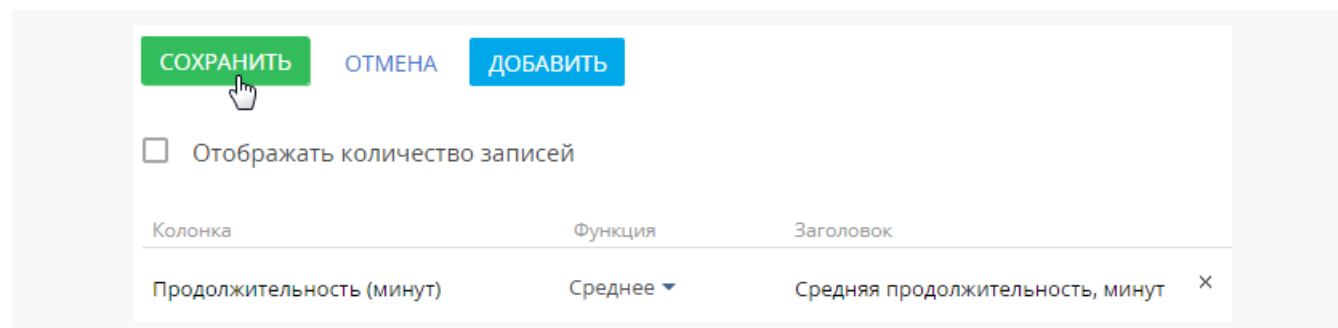 СОХРАНИТЬ ОТМЕНА ДОБАВИТЬ
Отображать количество записей
Колонка Функция Заголовок
Продолжительность (минут) Среднее Средняя продолжительность, минут